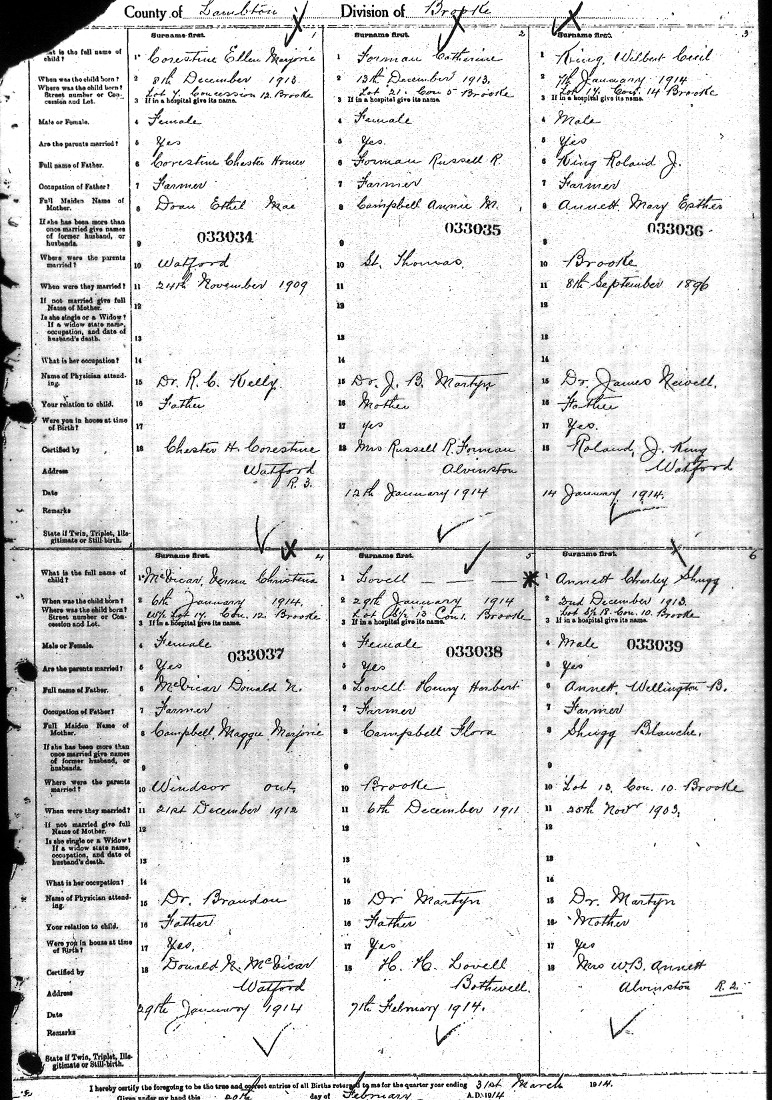 County of Lambton Division of Brooke
Surname first. 1
What is the full name of child? 1 Corestine Ellen Marjorie
When was the child born? 2 8th December 1913
Where was the child born? Street number or Concession and Lot. Lot 7. Concession 12. Brooke
3 If in a hospital give its name.
Male or Female. 4 Female
Are the parents married? 5 Yes
Full name of Father. 6 Corestine Chester Homer
Occupation of Father? 7 Farmer
Full Maiden Name of Mother. 8 Doan Ethel Mae
If she has been more than once married give names of former husband, or husbands. 9
033034
Where were the parents married? 10 Watford
When were they married? 11 24th November 1909
If not married give full Name of Mother. 12
Is she single or a Widow? If a widow state name, occupation, and date of husband's death. 13
What is her occupation? 14
Name of Physician attending. 15 Dr. R. C. Kelly.
Your relation to child. 16 Father
Were you in house at time of Birth? 17
Certified by 18 Chester H. Corestine
Address Watford
R. 3.
Date
Remarks
State if Twin, Triplet, Illegitimate or Still-birth.
Surname first. 2
1 Forman Catherine
2 13th December 1913.
Lot 21. Con 5 Brooke
3 If in a hospital give its name.
4 Female
5 Yes.
6 Forman Russell R.
7 Farmer
8 Campbell Annie M.
033035
9
10 St. Thomas.
11
12
13
14
15 Dr. J. B. Martyn
16 Mother
17 yes
18 Mrs Russell R. Forman
Alvinston
12th January 1914
Surname first. 3
1 King, Wilbert Cecil
2 7th January 1914
Lot 17. Con. 14 Brooke
3 If in a hospital give its name.
4 Male
5 Yes
6 King Roland J.
7 Farmer
8 Annett Mary Esther
033036
9
10 Brooke
11 8th September 1896
12
13
14
15 Dr. James Newell.
16 Father
17 Yes.
18 Roland, J. King
Watford
14 January 1914.
Surname first. 4
What is the full name of child? 1 McVicar, Verna Christena
When was the child born? 2 6th January 1914.
Where was the child born? Street number or Concession and Lot. W½ Lot 17. Con. 12. Brooke
3 If in a hospital give its name.
Male or Female. 4 Female
033037
Are the parents married? 5 Yes
Full name of Father. 6 McVicar Donald N.
Occupation of Father? 7 Farmer
Full Maiden Name of Mother. 8 Campbell, Maggie Marjorie
If she has been more than once married give names of former husband, or husbands. 9
Where were the parents married? 10 Windsor Ont.
When were they married? 11 21st December 1912
If not married give full Name of Mother. 12
Is she single or a Widow? If a widow state name, occupation, and date of husband's death. 13
What is her occupation? 14
Name of Physician attending. 15 Dr. Brandon
Your relation to child. 16 Father
Were you in house at time of Birth? 17 Yes.
Certified by 18 Donald N. McVicar
Address Watford
Date 29th January 1914
Remarks
State if Twin, Triplet, Illegitimate or Still-birth.
Surname first. 5
1 Lovell — — —
2 29th January 1914
Lot 13 Con 1. Brooke
3 If in a hospital give its name.
4 Female
033038
5 Yes
6 Lovell Henry Herbert
7 Farmer
8 Campbell Flora
9
10 Brooke
11 6th December 1911
12
13
14
15 Dr Martyn
16 Father
17 Yes
18 H. H. Lovell
Bothwell.
7th February 1914.
Surname first. 6
1 Annett Chesley Shugg
2 2nd December 1913.
Lot 18. Con. 10. Brooke
3 If in a hospital give its name.
4 Male
033039
5 Yes
6 Annett Wellington B.
7 Farmer
8 Shugg Blanche.
9
10 Lot 13. Con. 10. Brooke
11 25th Novr 1903.
12
13
14
15 Dr. Martyn
16 Mother
17 Yes
18 Mrs W. B. Annett
Alvinston R. 2.
I hereby certify the foregoing to be the true and correct entries of all Births returned to me for the quarter year ending 31st March 1914.
Given under my hand this 20th day of February A.D. 1914